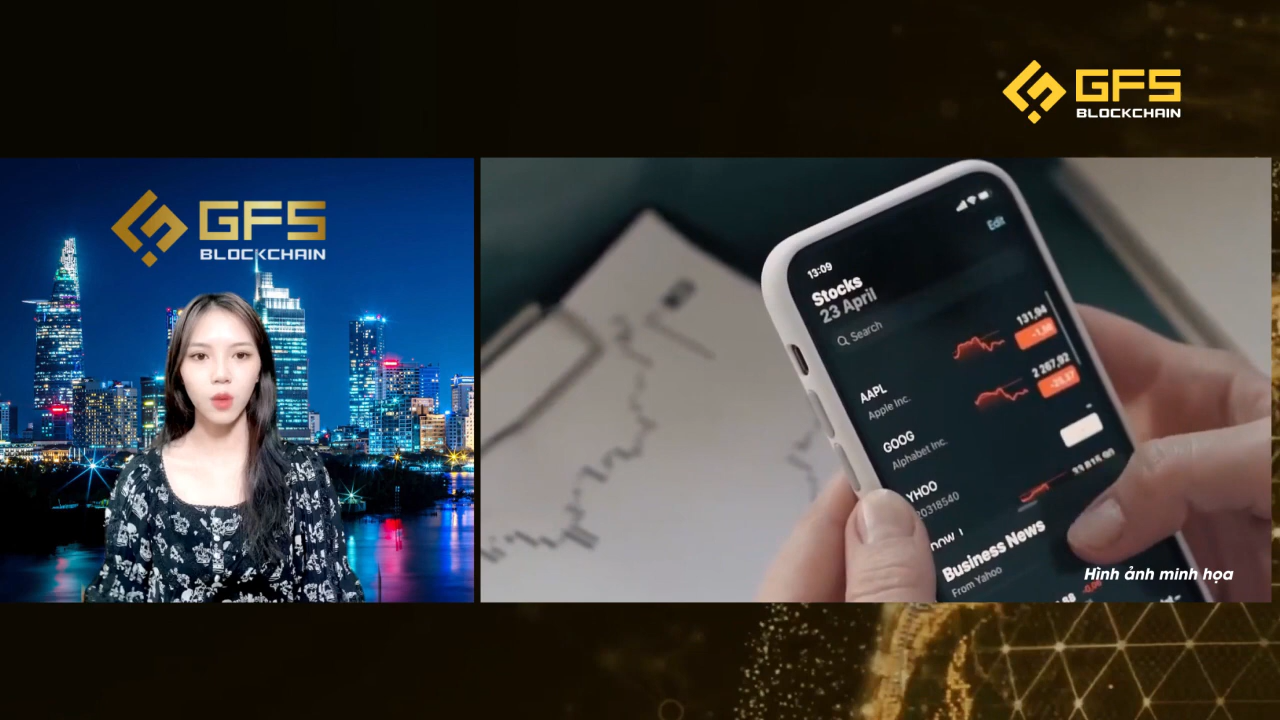 GFS
BLOCKCHAIN
GFS
BLOCKCHAIN
13:09
Edit
Stocks
23 April
Search
131,94
AAPL
Apple Inc.
2 267,92
GOOG
Alphabet Inc.
YHOO
20318540
Business News
From Yahoo
Hình ảnh minh họa